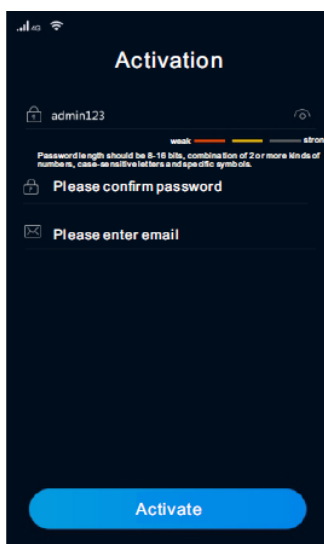 4G
Activation
admin123
weak stron
Password length should be 8-16 bits, combination of 2 or more kinds of
numbers, case-sensitive letters and specific symbols.
Please confirm password
Please enter email
Activate